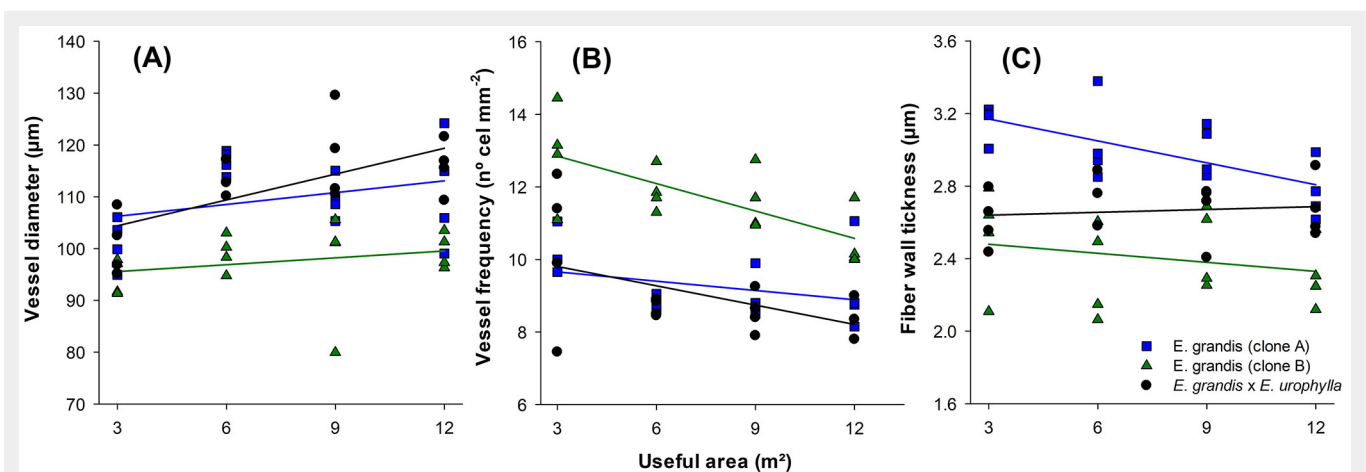 (A)
Vessel diameter (µm)
140
130
120
110
100
90
80
70
3 6 9 12
(B)
Vessel frequency (nº cel mm⁻²)
16
14
12
10
8
6
3 6 9 12
Useful area (m²)
(C)
Fiber wall tickness (µm)
3.6
3.2
2.8
2.4
2.0
1.6
3 6 9 12
E. grandis (clone A)
E. grandis (clone B)
E. grandis x E. urophylla